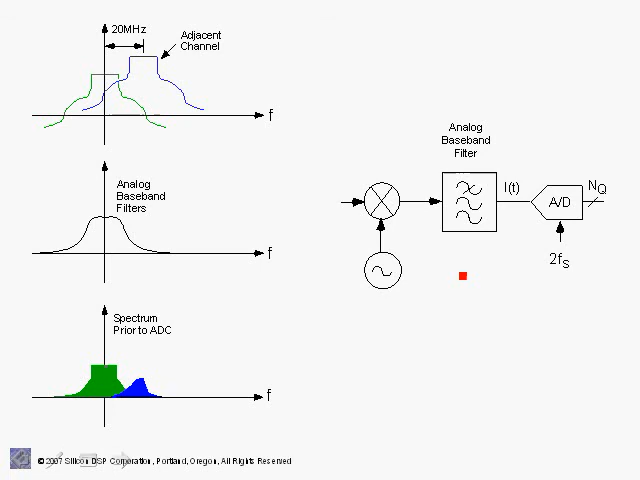 20MHz
Adjacent
Channel
f
Analog
Baseband
Filters
f
Spectrum
Prior to ADC
f
Analog
Baseband
Filter
I(t)
A/D
NQ
2fS
©2007 Silicon DSP Corporation, Portland, Oregon, All Rights Reserved